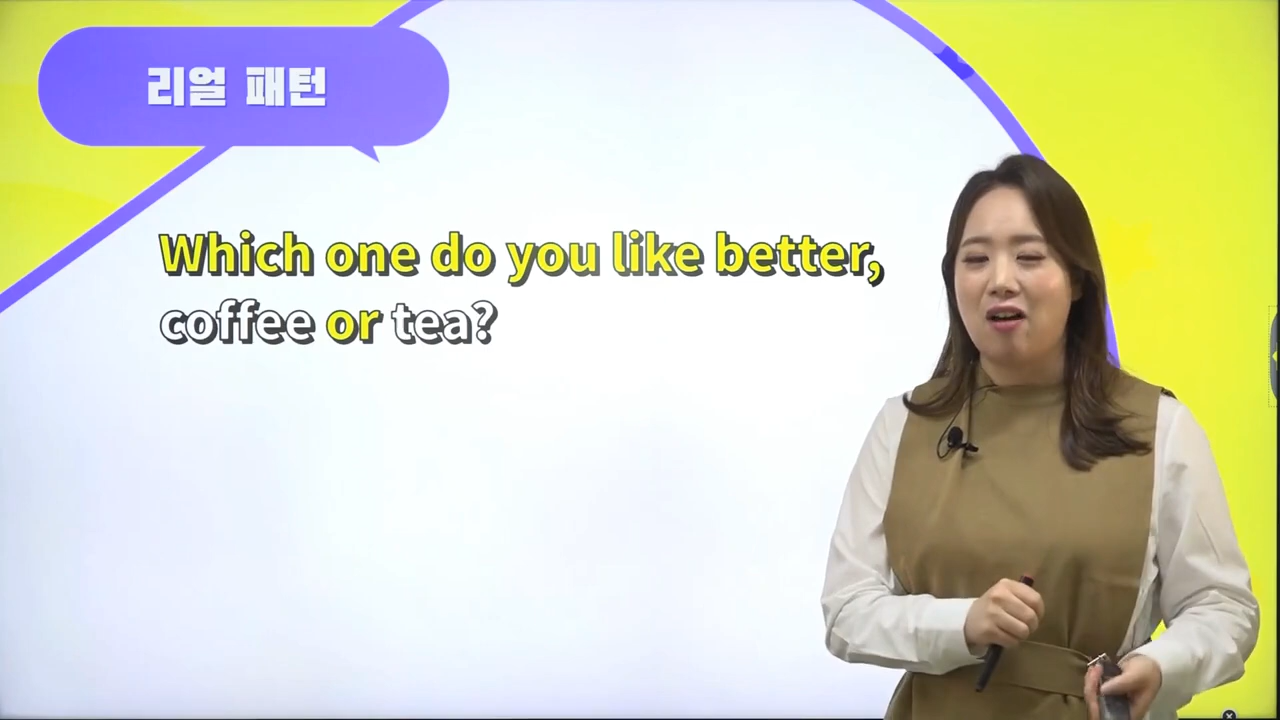 리얼 패턴
Which one do you like better,
coffee or tea?